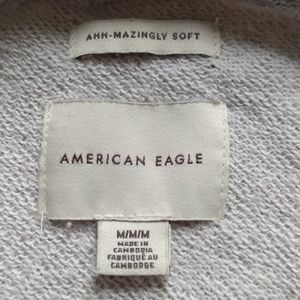 AHH-MAZINGLY SOFT
AMERICAN EAGLE
M/M/M
MADE IN
CAMBODIA
FABRIQUÉ AU
CAMBODGE